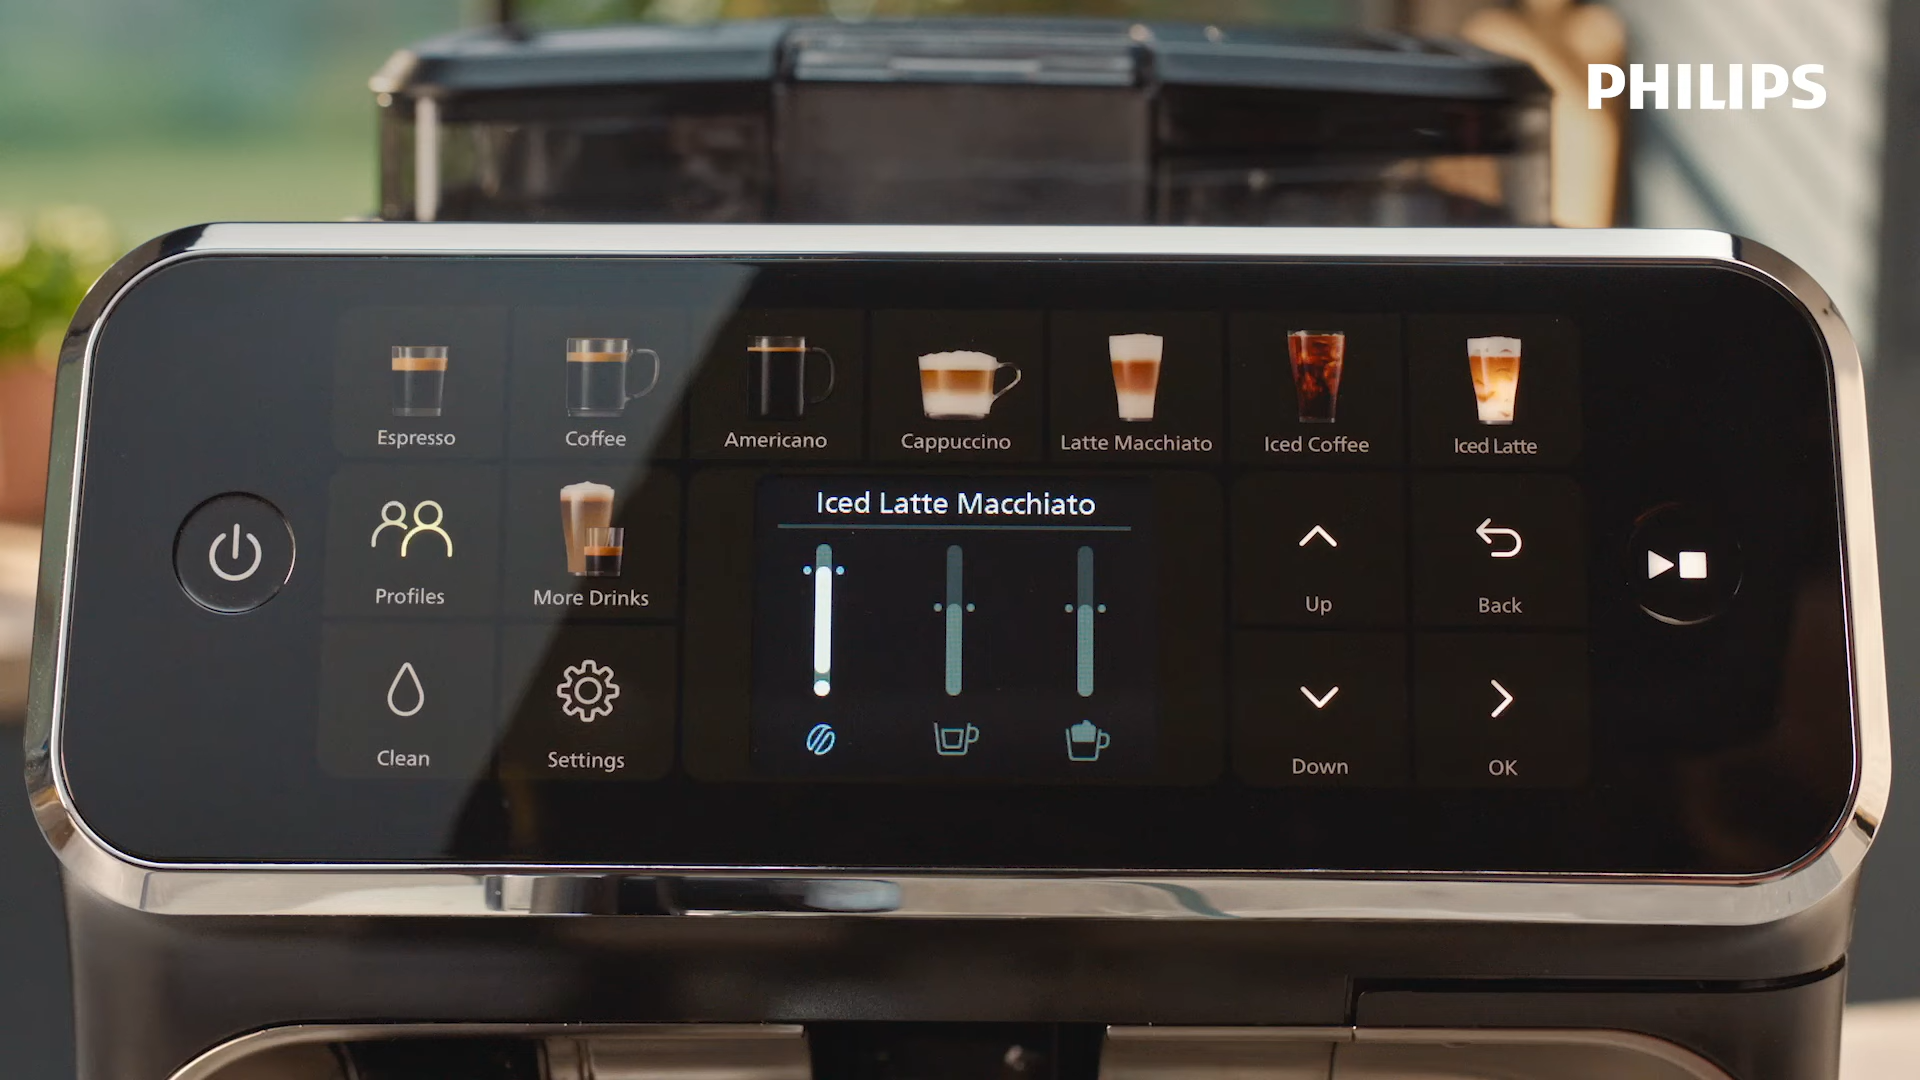 PHILIPS
Espresso
Coffee
Americano
Cappuccino
Latte Macchiato
Iced Coffee
Iced Latte
Iced Latte Macchiato
Profiles
More Drinks
Up
Back
Clean
Settings
Down
OK